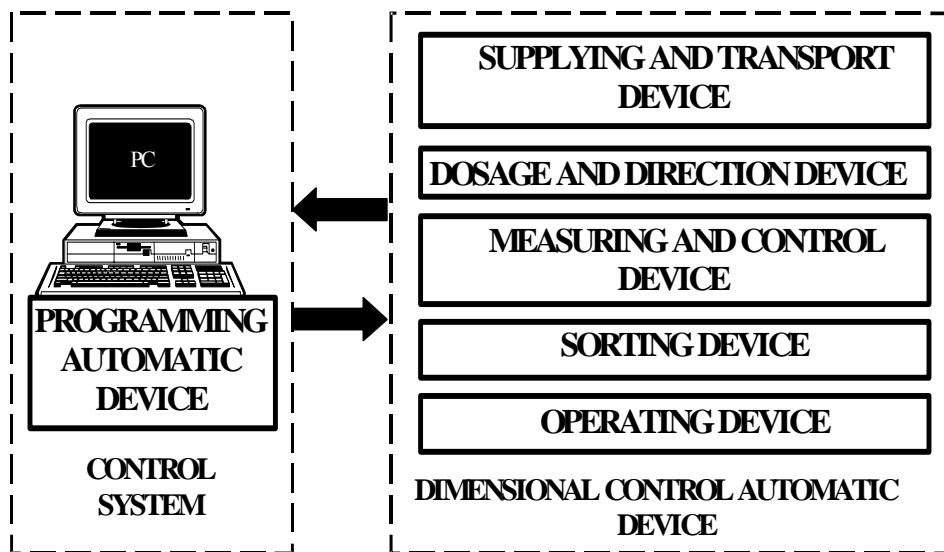 PC
PROGRAMMING
AUTOMATIC
DEVICE
CONTROL
SYSTEM
SUPPLYING AND TRANSPORT
DEVICE
DOSAGE AND DIRECTION DEVICE
MEASURING AND CONTROL
DEVICE
SORTING DEVICE
OPERATING DEVICE
DIMENSIONAL CONTROL AUTOMATIC
DEVICE